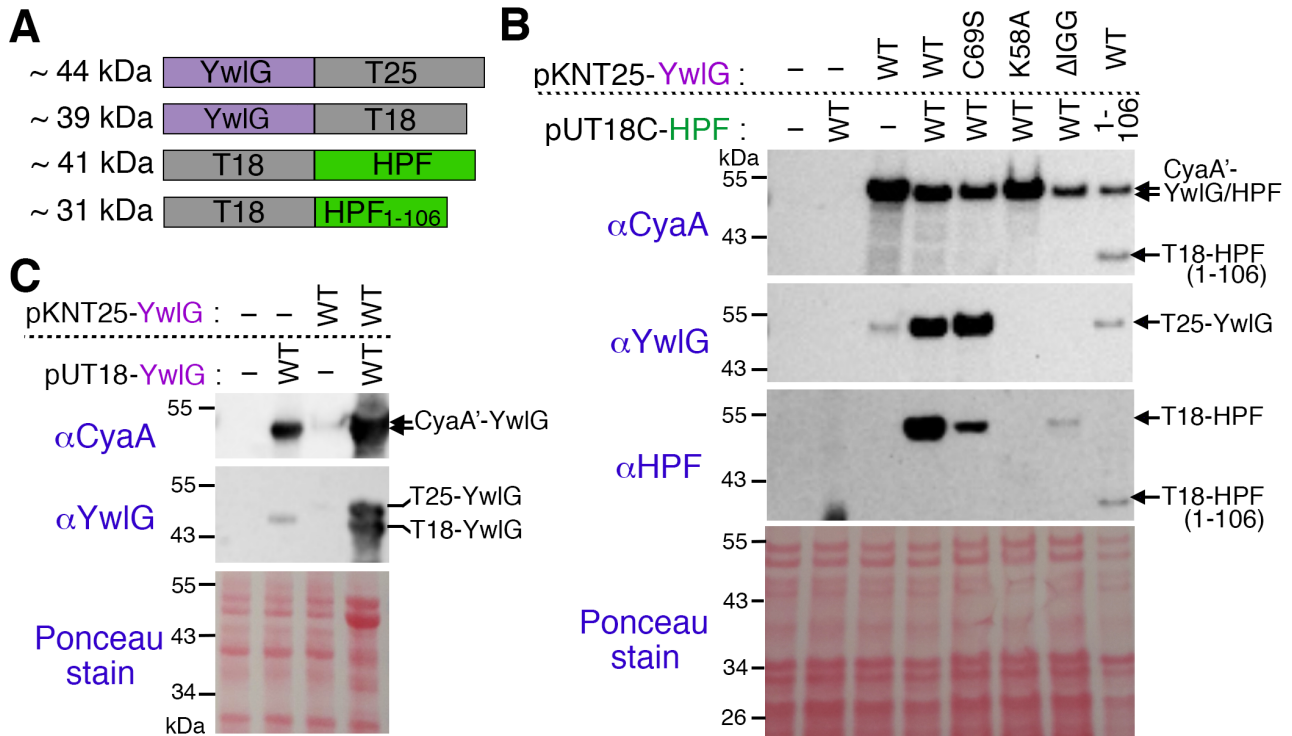 A
~ 44 kDa YwlG T25
~ 39 kDa YwlG T18
~ 41 kDa T18 HPF
~ 31 kDa T18 HPF1-106
B
pKNT25-YwlG : – – WT WT C69S K58A ΔIGG WT
pUT18C-HPF : – WT – WT WT WT WT 1-106
kDa
αCyaA
55
43
CyaA'-
YwlG/HPF
T18-HPF
(1-106)
αYwlG
55
43
T25-YwlG
αHPF
55
43
T18-HPF
T18-HPF
(1-106)
Ponceau
stain
55
43
34
26
C
pKNT25-YwlG : – – WT WT
pUT18-YwlG : – WT – WT
αCyaA
55
CyaA'-YwlG
αYwlG
55
43
T25-YwlG
T18-YwlG
Ponceau
stain
55
43
34
kDa